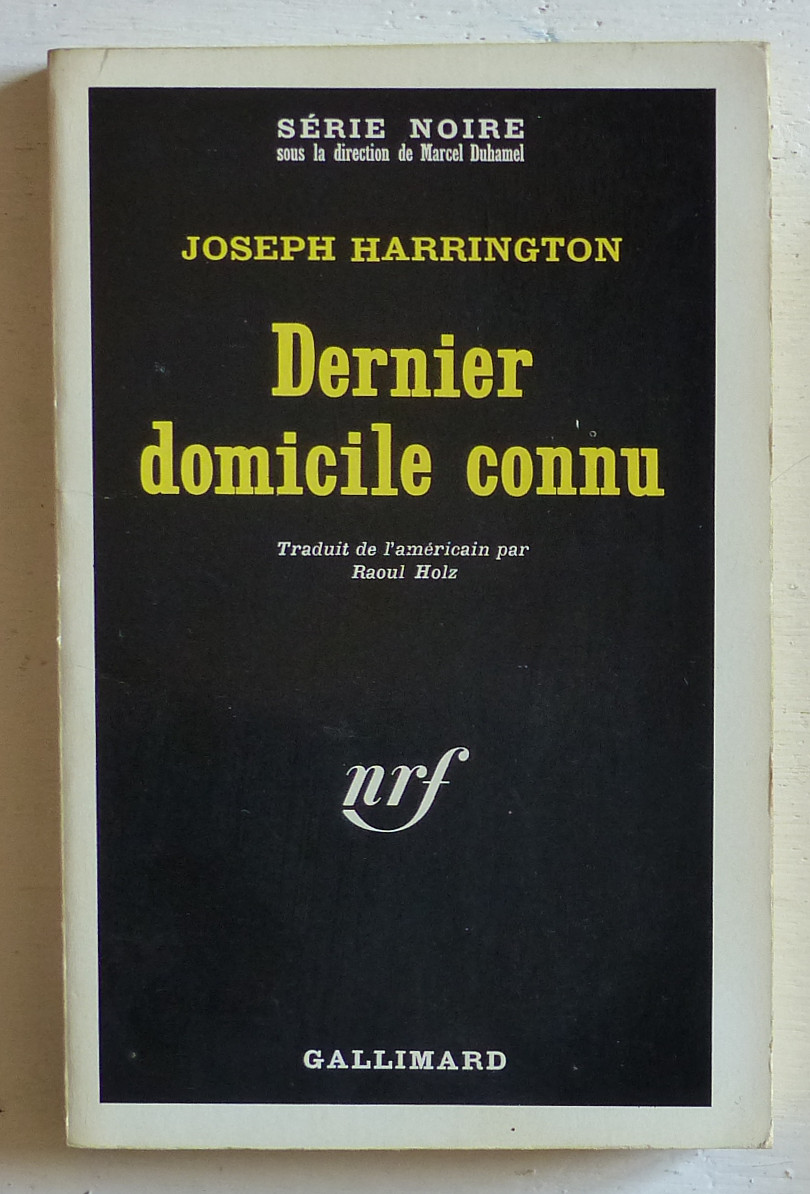 SÉRIE NOIRE
sous la direction de Marcel Duhamel
JOSEPH HARRINGTON
Dernier
domicile connu
Traduit de l'américain par
Raoul Holz
nrf
GALLIMARD